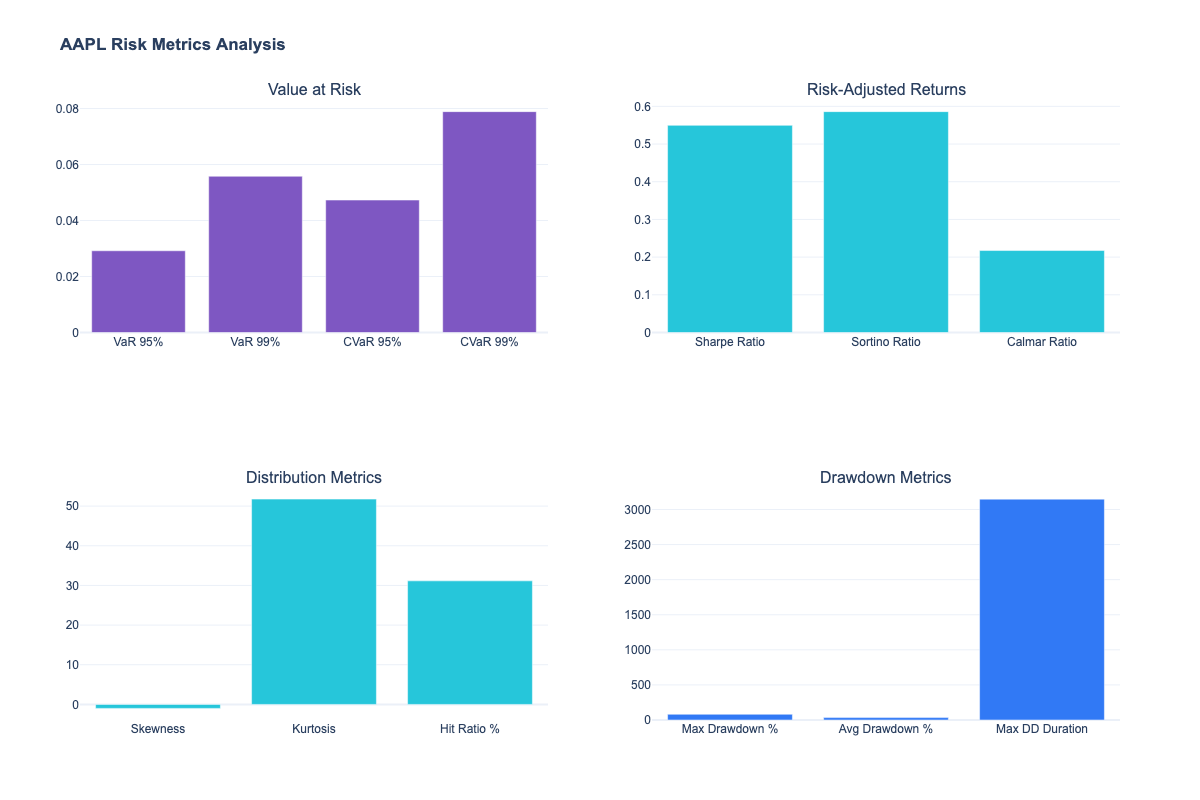 AAPL Risk Metrics Analysis
Value at Risk
0.08
0.06
0.04
0.02
0
VaR 95%
VaR 99%
CVaR 95%
CVaR 99%
Risk-Adjusted Returns
0.6
0.5
0.4
0.3
0.2
0.1
0
Sharpe Ratio
Sortino Ratio
Calmar Ratio
Distribution Metrics
50
40
30
20
10
0
Skewness
Kurtosis
Hit Ratio %
Drawdown Metrics
3000
2500
2000
1500
1000
500
0
Max Drawdown %
Avg Drawdown %
Max DD Duration